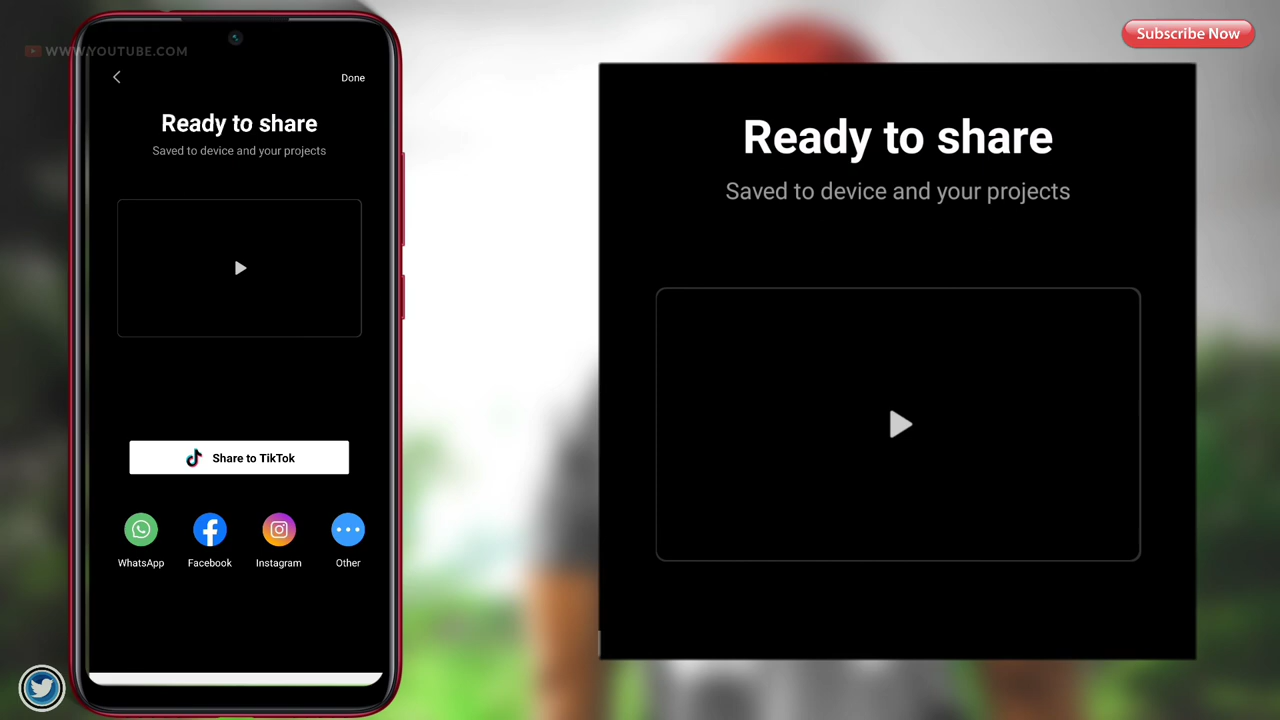 WWW.YOUTUBE.COM
Subscribe Now
Done
Ready to share
Saved to device and your projects
Share to TikTok
WhatsApp
Facebook
Instagram
Other
Ready to share
Saved to device and your projects